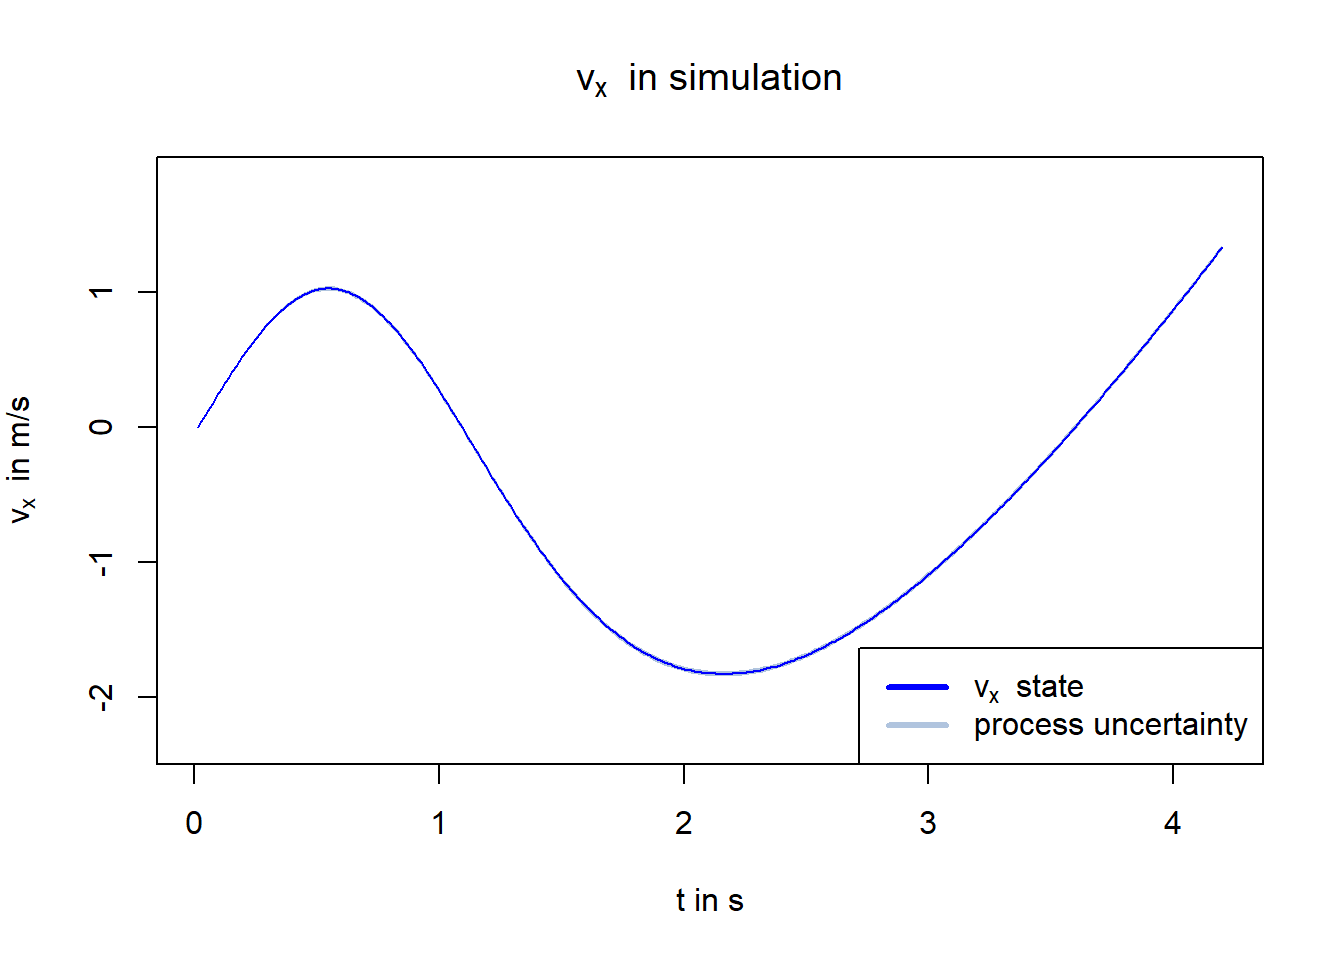 vₓ in simulation
vₓ in m/s
1
0
-1
-2
vₓ state
process uncertainty
0 1 2 3 4
t in s